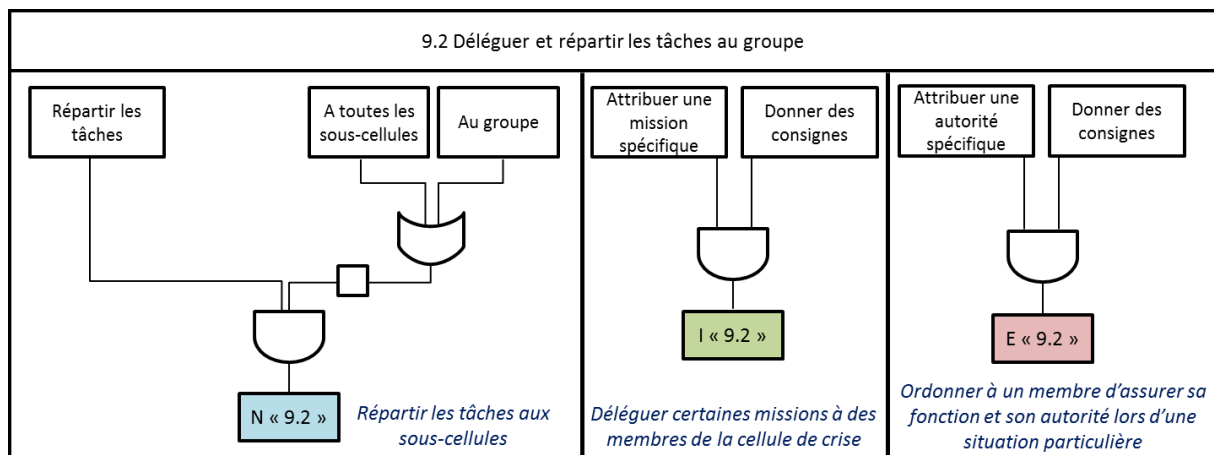 9.2 Déléguer et répartir les tâches au groupe
Répartir les
tâches
A toutes les
sous-cellules
Au groupe
N « 9.2 »
Répartir les tâches aux
sous-cellules
Attribuer une
mission
spécifique
Donner des
consignes
I « 9.2 »
Déléguer certaines missions à des
membres de la cellule de crise
Attribuer une
autorité
spécifique
Donner des
consignes
E « 9.2 »
Ordonner à un membre d’assurer sa
fonction et son autorité lors d’une
situation particulière